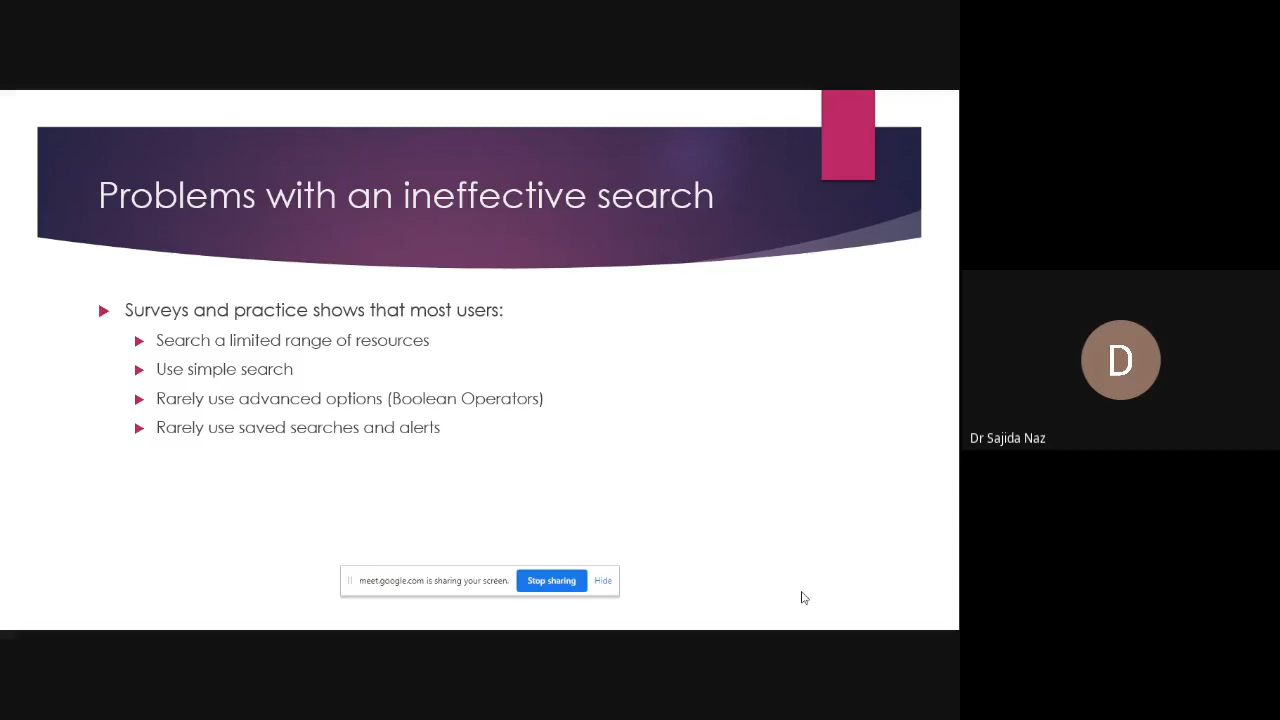 Problems with an ineffective search
Surveys and practice shows that most users:
Search a limited range of resources
Use simple search
Rarely use advanced options (Boolean Operators)
Rarely use saved searches and alerts
meet.google.com is sharing your screen.
Stop sharing
Hide
D
Dr Sajida Naz